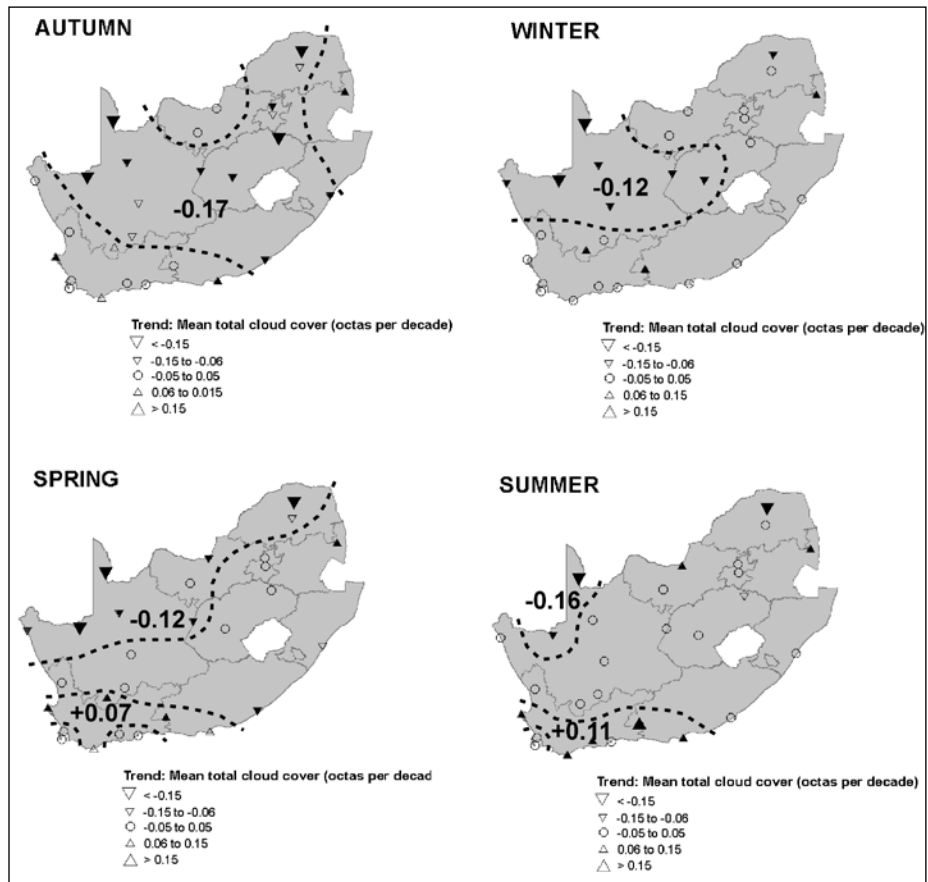 AUTUMN
-0.17
Trend: Mean total cloud cover (octas per decade)
< -0.15
-0.15 to -0.06
-0.05 to 0.05
0.06 to 0.015
> 0.15
WINTER
-0.12
Trend: Mean total cloud cover (octas per decade)
< -0.15
-0.15 to -0.06
-0.05 to 0.05
0.06 to 0.15
> 0.15
SPRING
-0.12
+0.07
Trend: Mean total cloud cover (octas per decad
< -0.15
-0.15 to -0.06
-0.05 to 0.05
0.06 to 0.15
> 0.15
SUMMER
-0.16
+0.11
Trend: Mean total cloud cover (octas per decade)
< -0.15
-0.15 to -0.06
-0.05 to 0.05
0.06 to 0.15
> 0.15